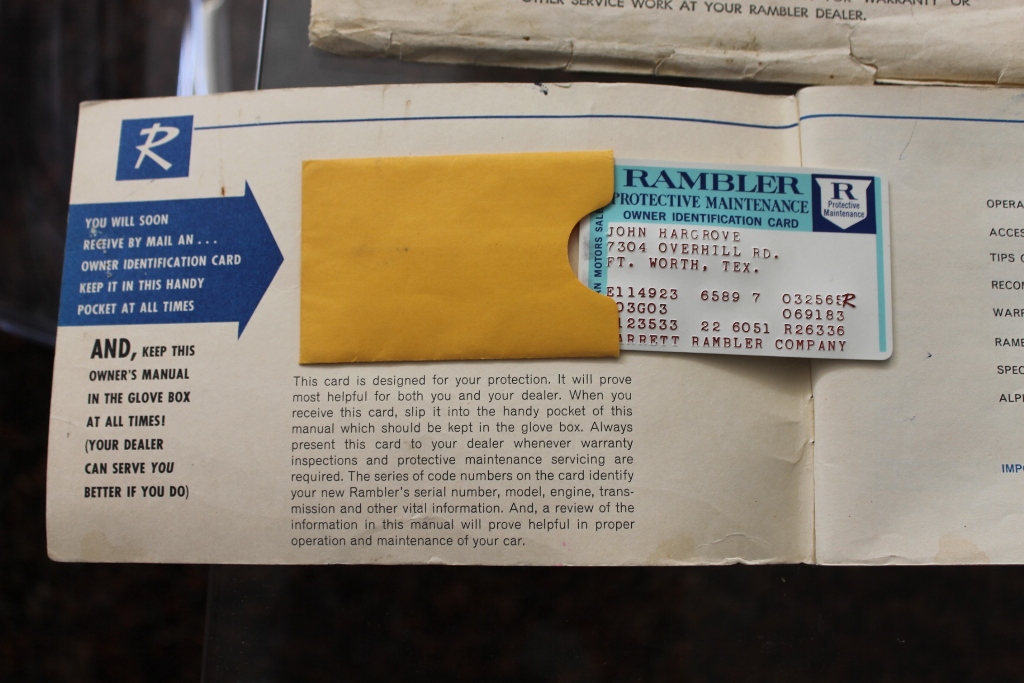 OTHER SERVICE WORK AT YOUR RAMBLER DEALER.
R
YOU WILL SOON
RECEIVE BY MAIL AN . . .
OWNER IDENTIFICATION CARD
KEEP IT IN THIS HANDY
POCKET AT ALL TIMES
AND, KEEP THIS
OWNER'S MANUAL
IN THE GLOVE BOX
AT ALL TIMES!
(YOUR DEALER
CAN SERVE YOU
BETTER IF YOU DO)
RAMBLER
PROTECTIVE MAINTENANCE
OWNER IDENTIFICATION CARD
R
Protective
Maintenance
MOTORS
JOHN HARGROVE
7304 OVERHILL RD.
FT. WORTH, TEX.
E114923 6589 7 032565R
03G03 069183
123533 22 6051 R26336
ARRETT RAMBLER COMPANY
This card is designed for your protection. It will prove
most helpful for both you and your dealer. When you
receive this card, slip it into the handy pocket of this
manual which should be kept in the glove box. Always
present this card to your dealer whenever warranty
inspections and protective maintenance servicing are
required. The series of code numbers on the card identify
your new Rambler's serial number, model, engine, trans-
mission and other vital information. And, a review of the
information in this manual will prove helpful in proper
operation and maintenance of your car.
OPERA
ACCES
TIPS
RECO
WARR
RAMB
SPEC
ALP
IMP